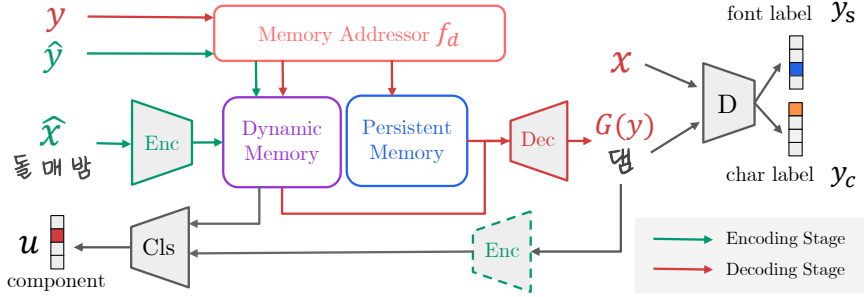 y
ŷ
Memory Addressor f_d
x̂
돌 매 밤
Enc
Dynamic
Memory
Persistent
Memory
Dec
x
G(y)
댐
D
font label y_s
char label y_c
u
component
Cls
Enc
Encoding Stage
Decoding Stage